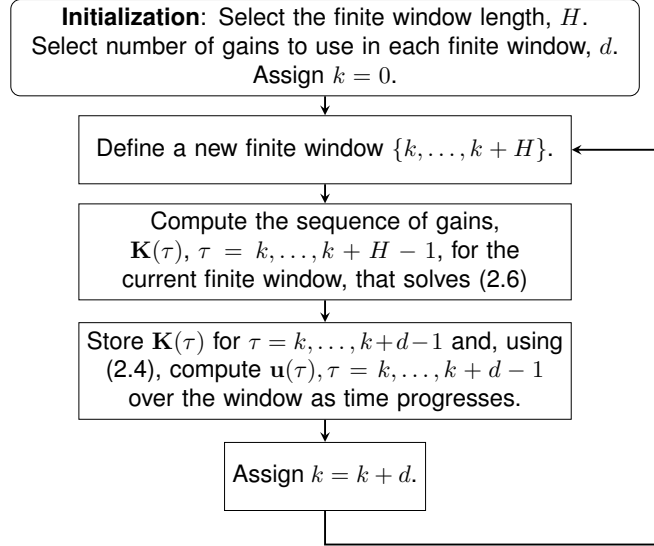 Initialization: Select the finite window length, H.
Select number of gains to use in each finite window, d.
Assign k = 0.
Define a new finite window {k, . . . , k + H}.
Compute the sequence of gains,
K(τ), τ = k, . . . , k + H − 1, for the
current finite window, that solves (2.6)
Store K(τ) for τ = k, . . . , k+d−1 and, using
(2.4), compute u(τ), τ = k, . . . , k + d − 1
over the window as time progresses.
Assign k = k + d.